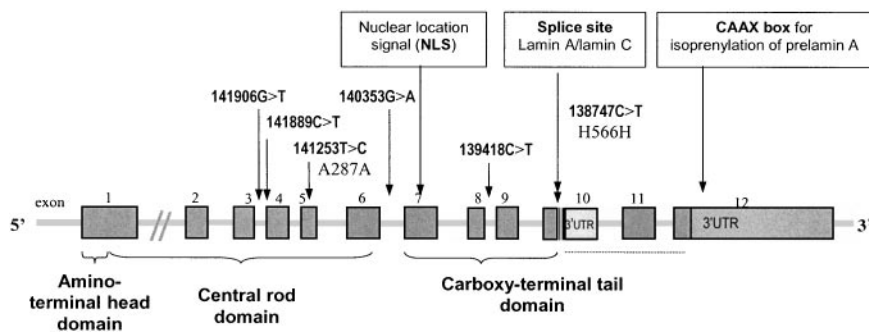 Nuclear location
signal (NLS)
Splice site
Lamin A/lamin C
CAAX box for
isoprenylation of prelamin A
141906G>T
140353G>A
141889C>T
138747C>T
H566H
141253T>C
A287A
139418C>T
exon
1 2 3 4 5 6 7 8 9 10 11 12
5' 3'UTR 3'UTR 3'
Amino-
terminal head
domain
Central rod
domain
Carboxy-terminal tail
domain